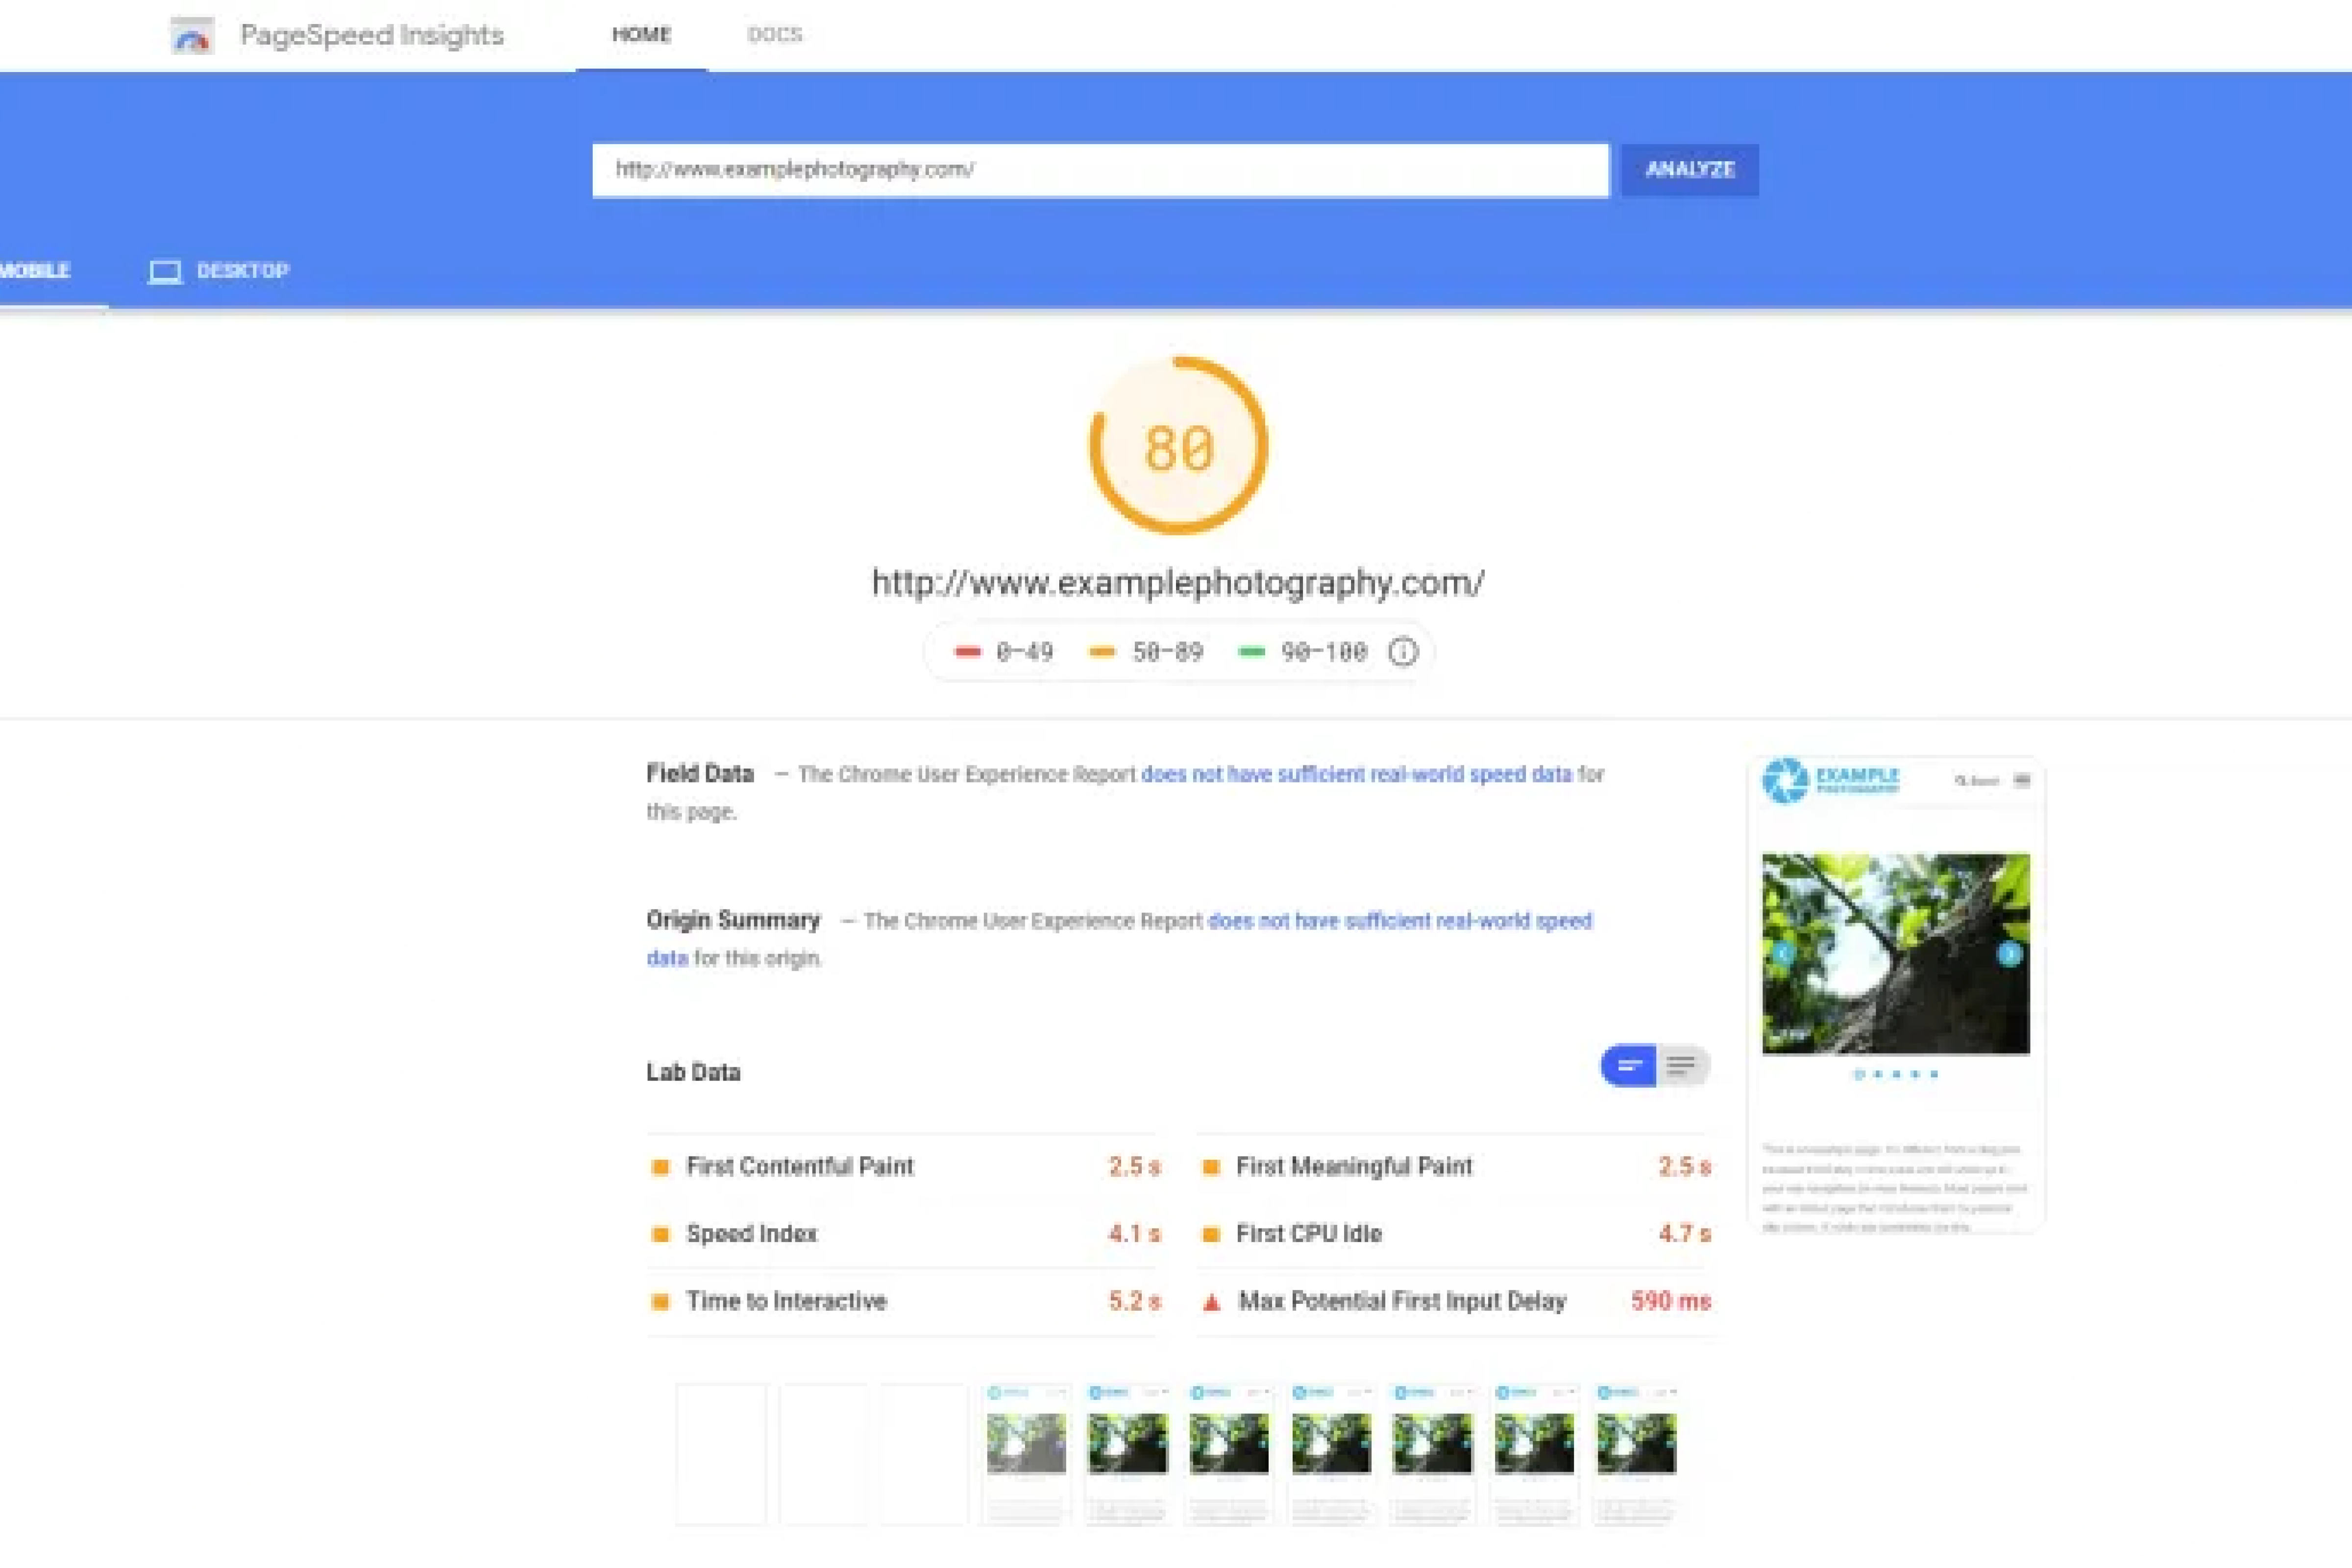 PageSpeed Insights HOME DOCS
http://www.examplephotography.com/ ANALYZE
MOBILE DESKTOP
80
http://www.examplephotography.com/
0-49 50-89 90-100
Field Data — The Chrome User Experience Report does not have sufficient real-world speed data for
this page.
EXAMPLE
PHOTOGRAPHY
Origin Summary — The Chrome User Experience Report does not have sufficient real-world speed
data for this origin.
Lab Data
First Contentful Paint 2.5 s
First Meaningful Paint 2.5 s
Speed Index 4.1 s
First CPU Idle 4.7 s
Time to Interactive 5.2 s
Max Potential First Input Delay 590 ms